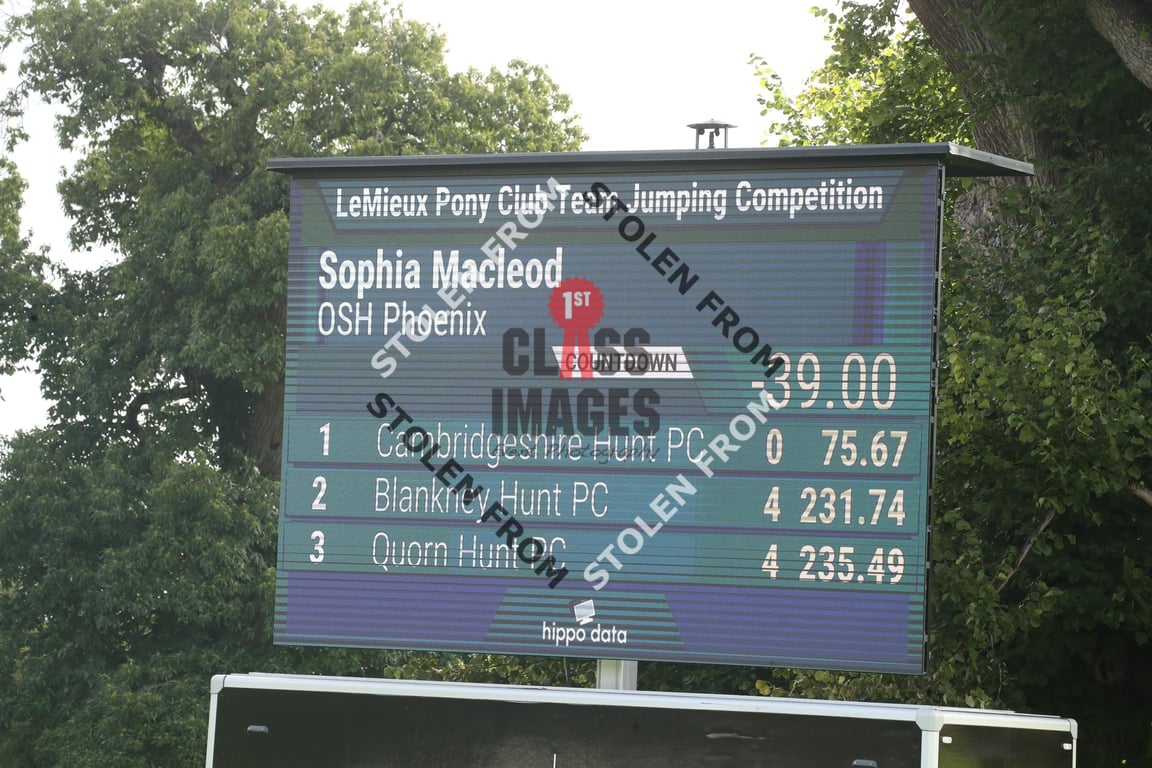 LeMieux Pony Club Team Jumping Competition
Sophia Macleod
OSH Phoenix
COUNTDOWN
-39.00
1 Cambridgeshire Hunt PC 0 75.67
2 Blankney Hunt PC 4 231.74
3 Quorn Hunt PC 4 235.49
hippo data
1ST
CLASS
IMAGES
Event Photography
STOLEN FROM
STOLEN FROM
STOLEN FROM
STOLEN FROM